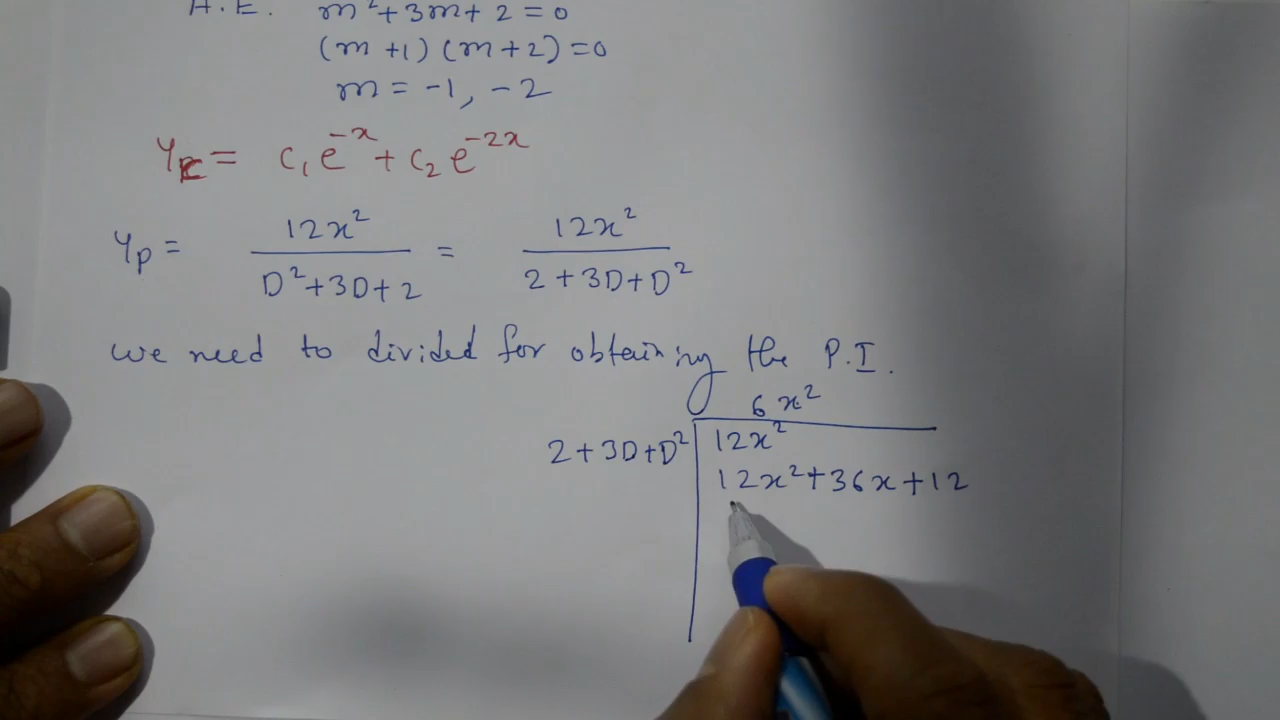 A.E. m²+3m+2=0
(m+1)(m+2)=0
m=-1,-2
Yc= c₁e⁻ˣ+c₂e⁻²ˣ
Yp= 12x²/(D²+3D+2) = 12x²/(2+3D+D²)
we need to divided for obtaining the P.I.
6x²
2+3D+D² 12x²
12x²+36x+12